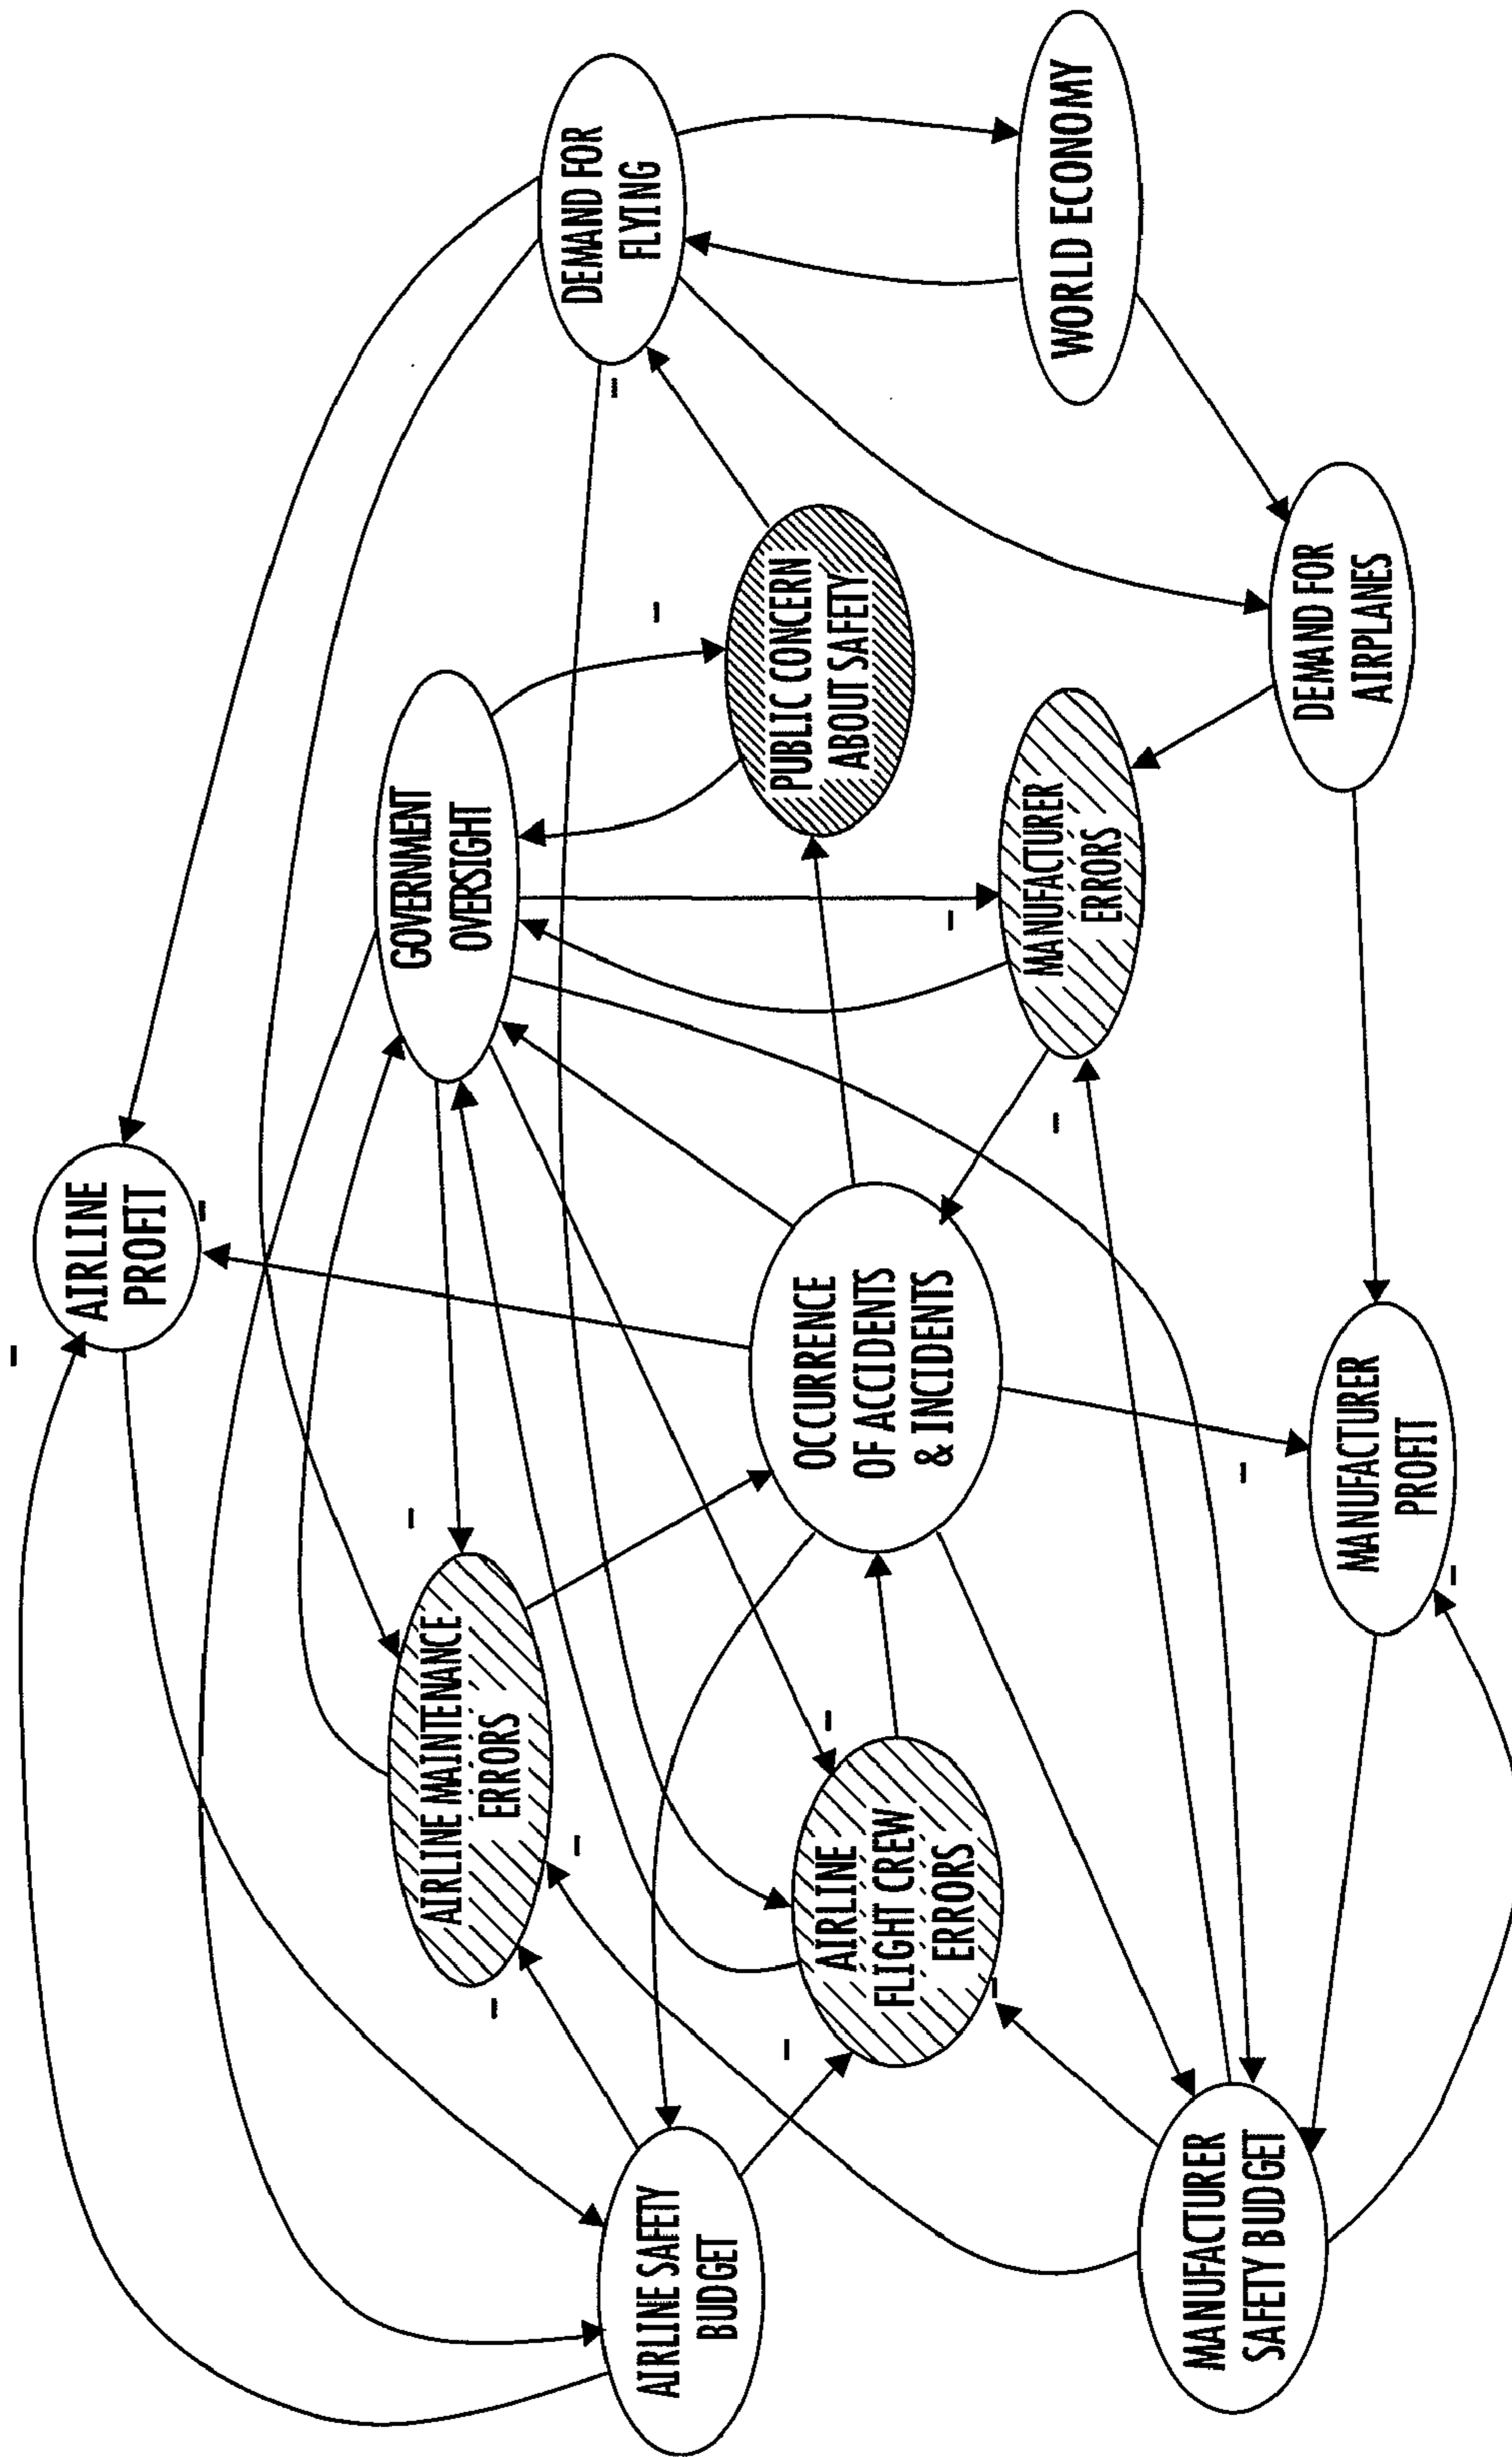 AIRLINE
PROFIT
GOVERNMENT
OVERSIGHT
DEMAND FOR
FLYING
AIRLINE MAINTENANCE
ERRORS
AIRLINE SAFETY
BUDGET
PUBLIC CONCERN
ABOUT SAFETY
OCCURRENCE
OF ACCIDENTS
& INCIDENTS
AIRLINE
FLIGHT CREW
ERRORS
MANUFACTURER
ERRORS
WORLD ECONOMY
MANUFACTURER
SAFETY BUDGET
DEMAND FOR
AIRPLANES
MANUFACTURER
PROFIT